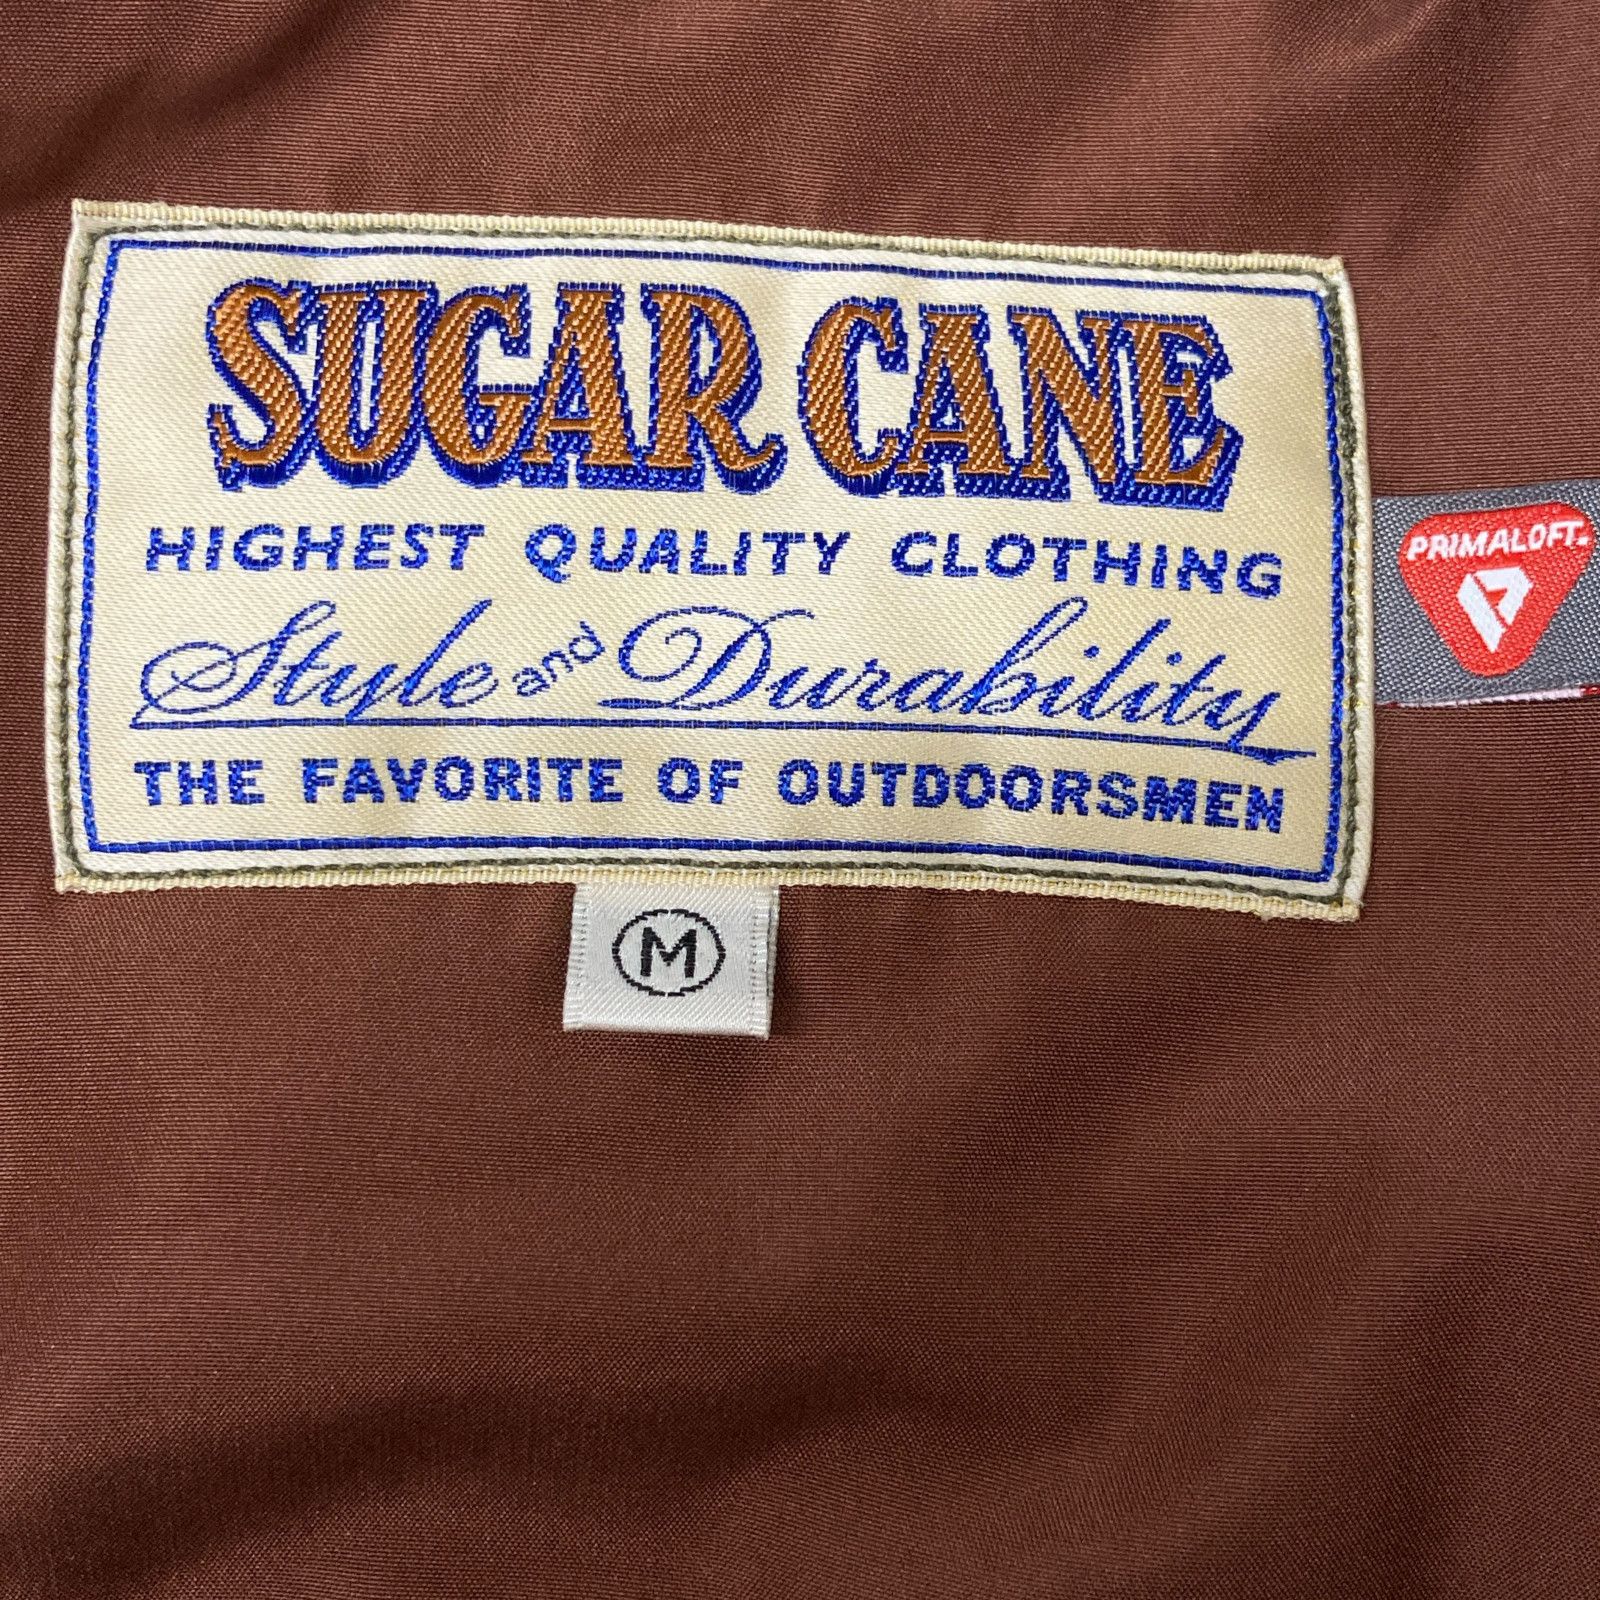 SUGAR CANE
HIGHEST QUALITY CLOTHING
Style and Durability
THE FAVORITE OF OUTDOORSMEN
PRIMALOFT.
M